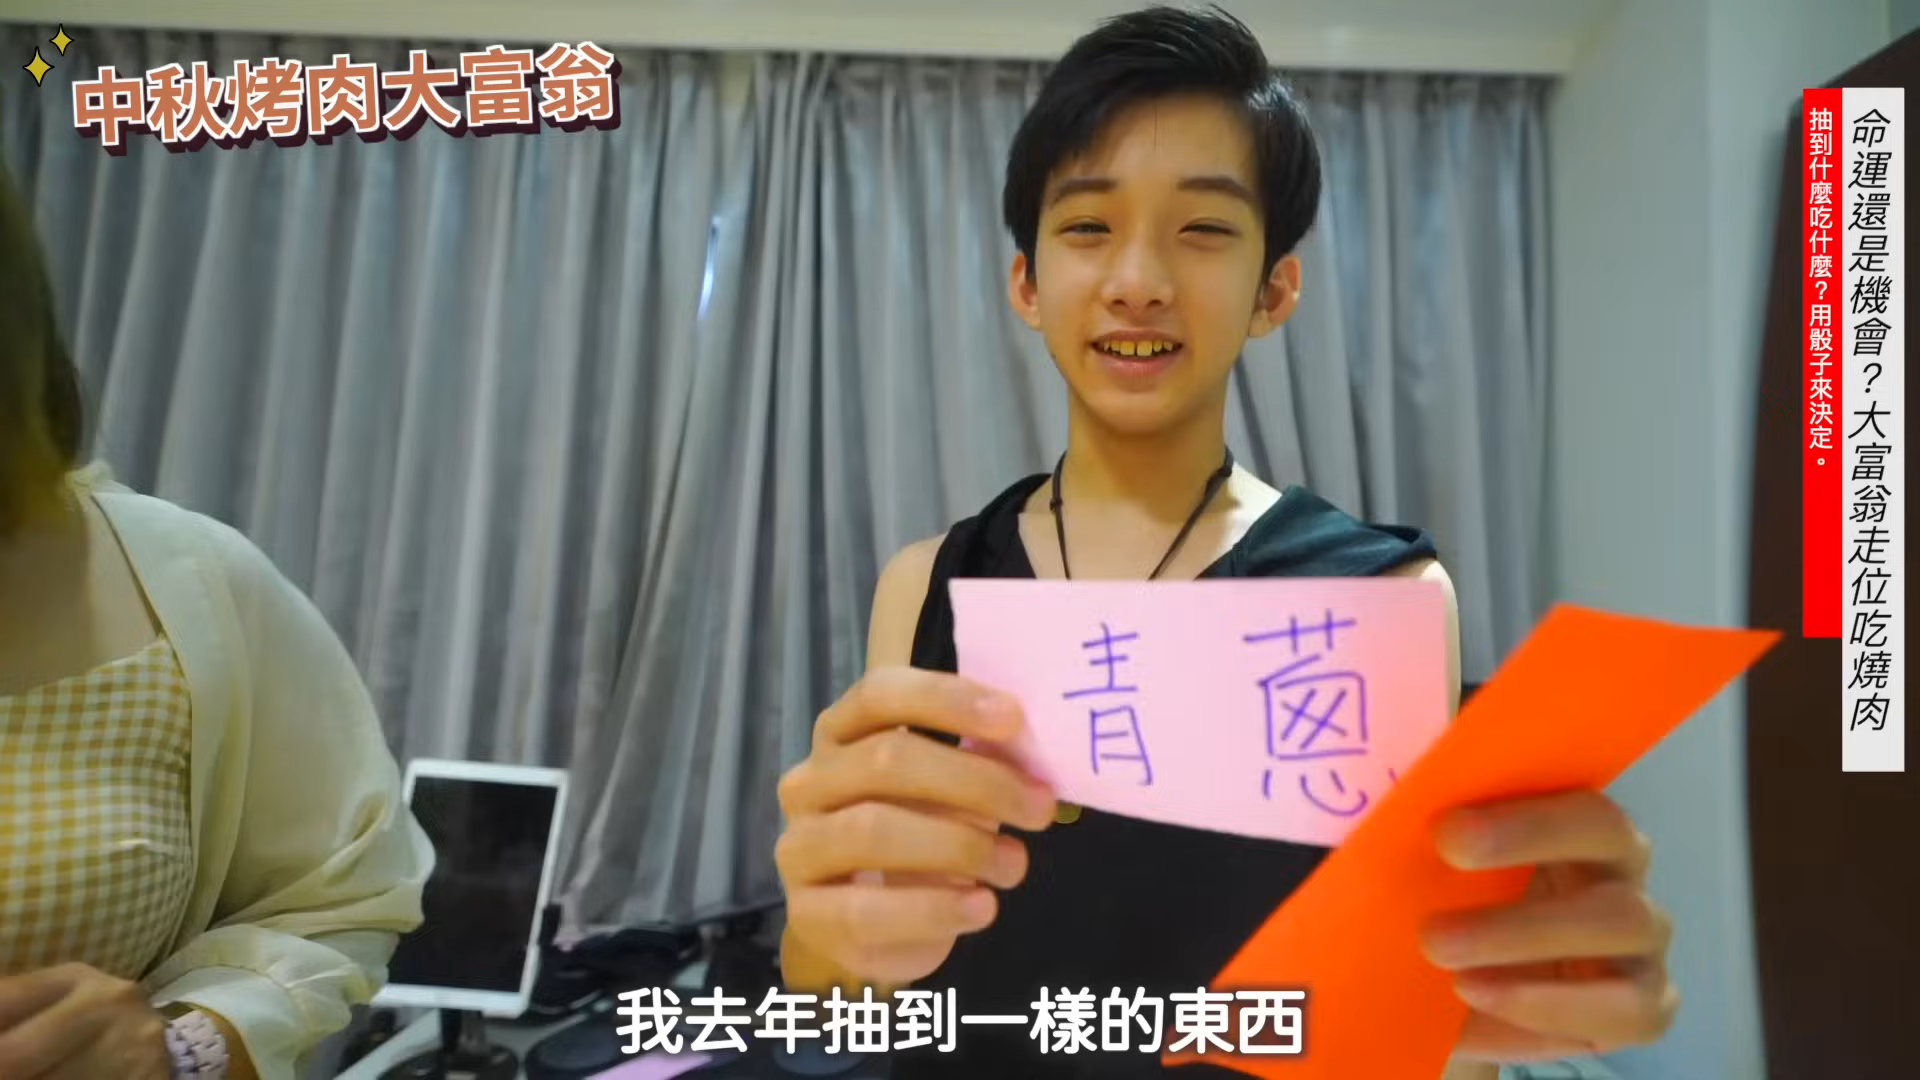 中秋烤肉大富翁
命運還是機會？大富翁走位吃燒肉
抽到什麼吃什麼？用骰子來決定。
青蔥
我去年抽到一樣的東西